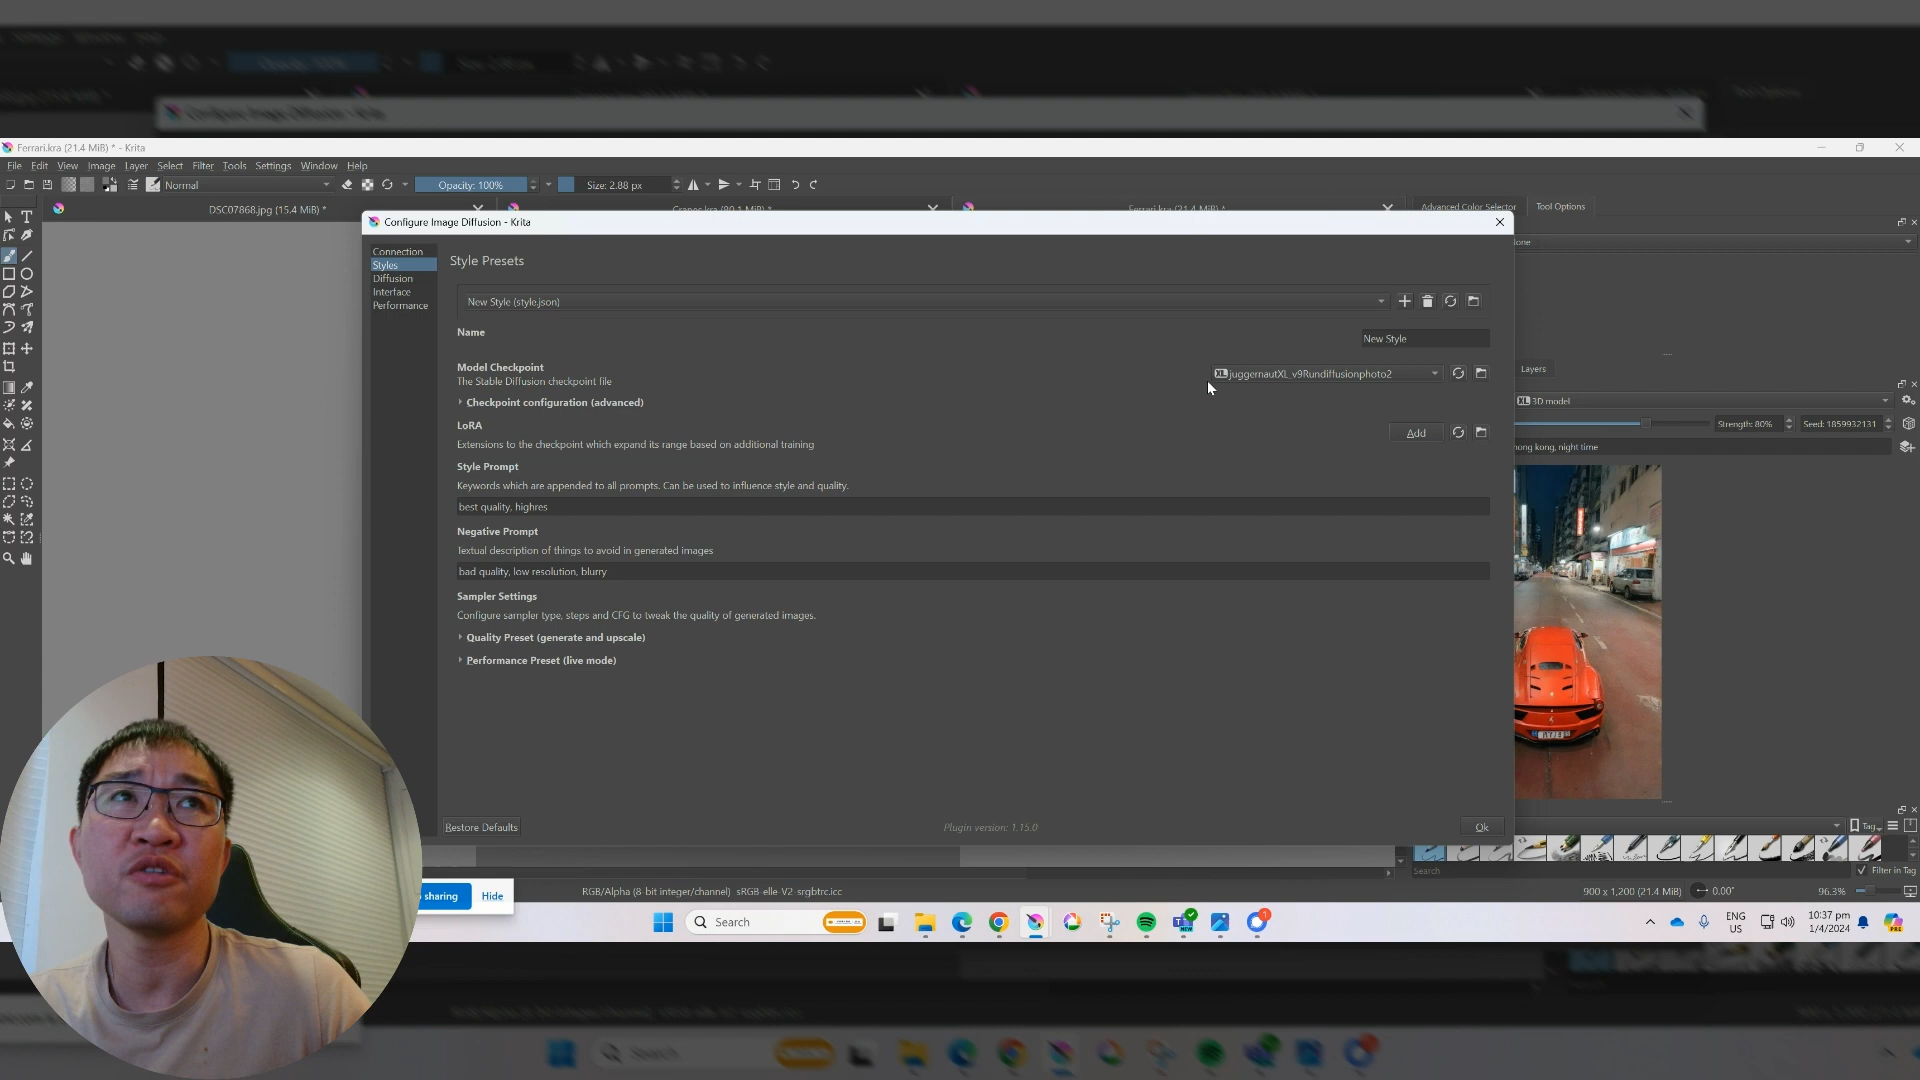 Ferrari.kra (21.4 MiB) * - Krita
File Edit View Image Layer Select Filter Tools Settings Window Help
Normal Opacity: 100% Size: 2.88 px
DSC07868.jpg (15.4 MiB) *
Advanced Color Selector Tool Options
Configure Image Diffusion - Krita
Connection
Styles
Diffusion
Interface
Performance
Style Presets
New Style (style.json)
Name
New Style
Model Checkpoint
The Stable Diffusion checkpoint file
XL juggernautXL_v9Rundiffusionphoto2
Checkpoint configuration (advanced)
LoRA
Extensions to the checkpoint which expand its range based on additional training
Add
Style Prompt
Keywords which are appended to all prompts. Can be used to influence style and quality.
best quality, highres
Negative Prompt
Textual description of things to avoid in generated images
bad quality, low resolution, blurry
Sampler Settings
Configure sampler type, steps and CFG to tweak the quality of generated images.
Quality Preset (generate and upscale)
Performance Preset (live mode)
Restore Defaults
Plugin version: 1.15.0
Ok
Layers
XL 3D model
Strength: 80% Seed: 1859932131
hong kong, night time
Tag
Search
Filter in Tag
sharing Hide
RGB/Alpha (8-bit integer/channel) sRGB-elle-V2-srgbtrc.icc
900 x 1,200 (21.4 MiB) 0.00° 96.3%
Search
NEW
1
ENG
US
10:37 pm
1/4/2024
PRE